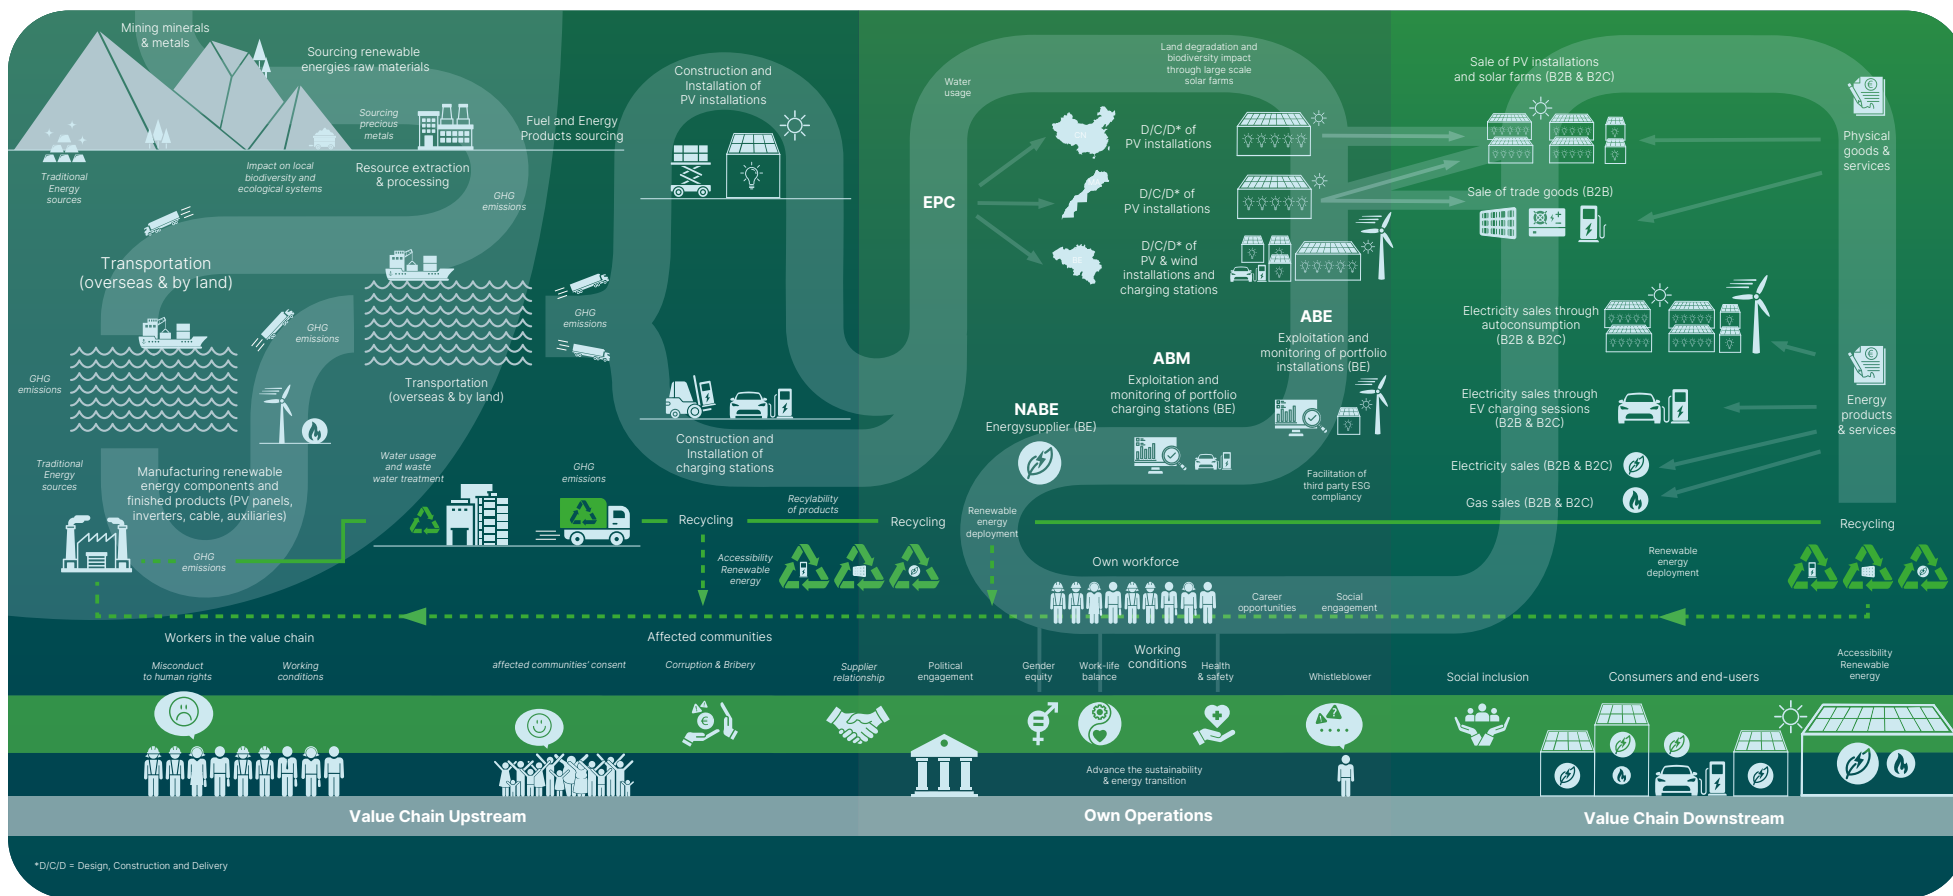 Mining minerals
& metals
Sourcing renewable
energies raw materials
Sourcing
precious
metals
Fuel and Energy
Products sourcing
Traditional
Energy
sources
Impact on local
biodiversity and
ecological systems
Resource extraction
& processing
GHG
emissions
Transportation
(overseas & by land)
GHG
emissions
GHG
emissions
Transportation
(overseas & by land)
GHG
emissions
Traditional
Energy
sources
Manufacturing renewable
energy components and
finished products (PV panels,
inverters, cable, auxiliaries)
GHG
emissions
Water usage
and waste
water treatment
GHG
emissions
Construction and
Installation of
PV installations
Construction and
Installation of
charging stations
Recycling
Recylability
of products
Recycling
Accessibility
Renewable
energy
Water
usage
Land degradation and
biodiversity impact
through large scale
solar farms
EPC
CN
D/C/D* of
PV installations
D/C/D* of
PV installations
BE
D/C/D* of
PV & wind
installations and
charging stations
ABE
Exploitation and
monitoring of portfolio
installations (BE)
ABM
Exploitation and
monitoring of portfolio
charging stations (BE)
NABE
Energysupplier (BE)
Facilitation of
third party ESG
compliancy
Renewable
energy
deployment
Own workforce
Career
opportunities
Social
engagement
Sale of PV installations
and solar farms (B2B & B2C)
Sale of trade goods (B2B)
Physical
goods &
services
Electricity sales through
autoconsumption
(B2B & B2C)
Electricity sales through
EV charging sessions
(B2B & B2C)
Energy
products
& services
Electricity sales (B2B & B2C)
Gas sales (B2B & B2C)
Recycling
Renewable
energy
deployment
Workers in the value chain
Misconduct
to human rights
Working
conditions
Affected communities
affected communities' consent
Corruption & Bribery
Supplier
relationship
Political
engagement
Gender
equity
Work-life
balance
Working
conditions
Health
& safety
Whistleblower
Social inclusion
Consumers and end-users
Accessibility
Renewable
energy
Advance the sustainability
& energy transition
Value Chain Upstream
Own Operations
Value Chain Downstream
*D/C/D = Design, Construction and Delivery